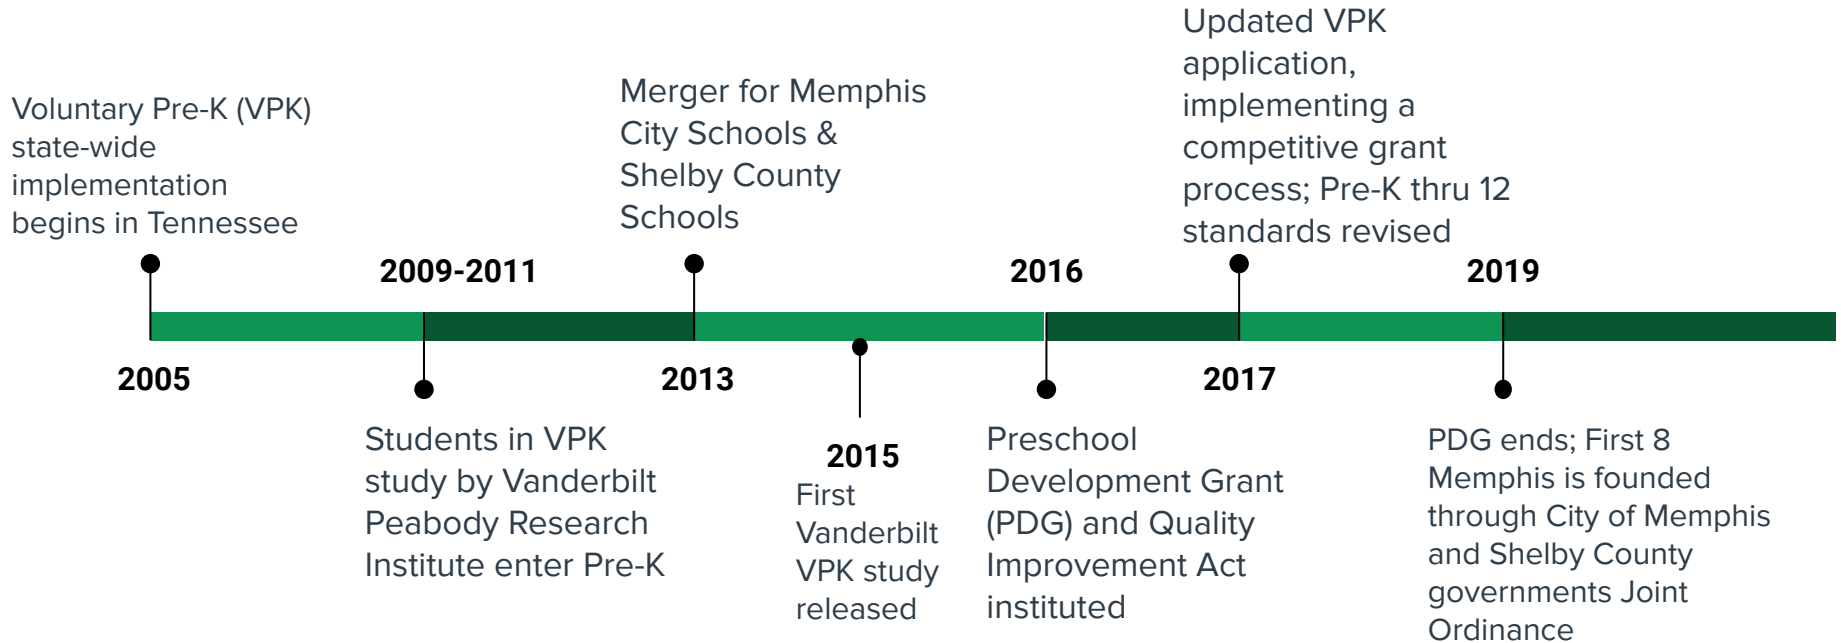 Voluntary Pre-K (VPK)
state-wide
implementation
begins in Tennessee
2005
2009-2011
Students in VPK
study by Vanderbilt
Peabody Research
Institute enter Pre-K
Merger for Memphis
City Schools &
Shelby County
Schools
2013
2015
First
Vanderbilt
VPK study
released
2016
Preschool
Development Grant
(PDG) and Quality
Improvement Act
instituted
Updated VPK
application,
implementing a
competitive grant
process; Pre-K thru 12
standards revised
2017
2019
PDG ends; First 8
Memphis is founded
through City of Memphis
and Shelby County
governments Joint
Ordinance